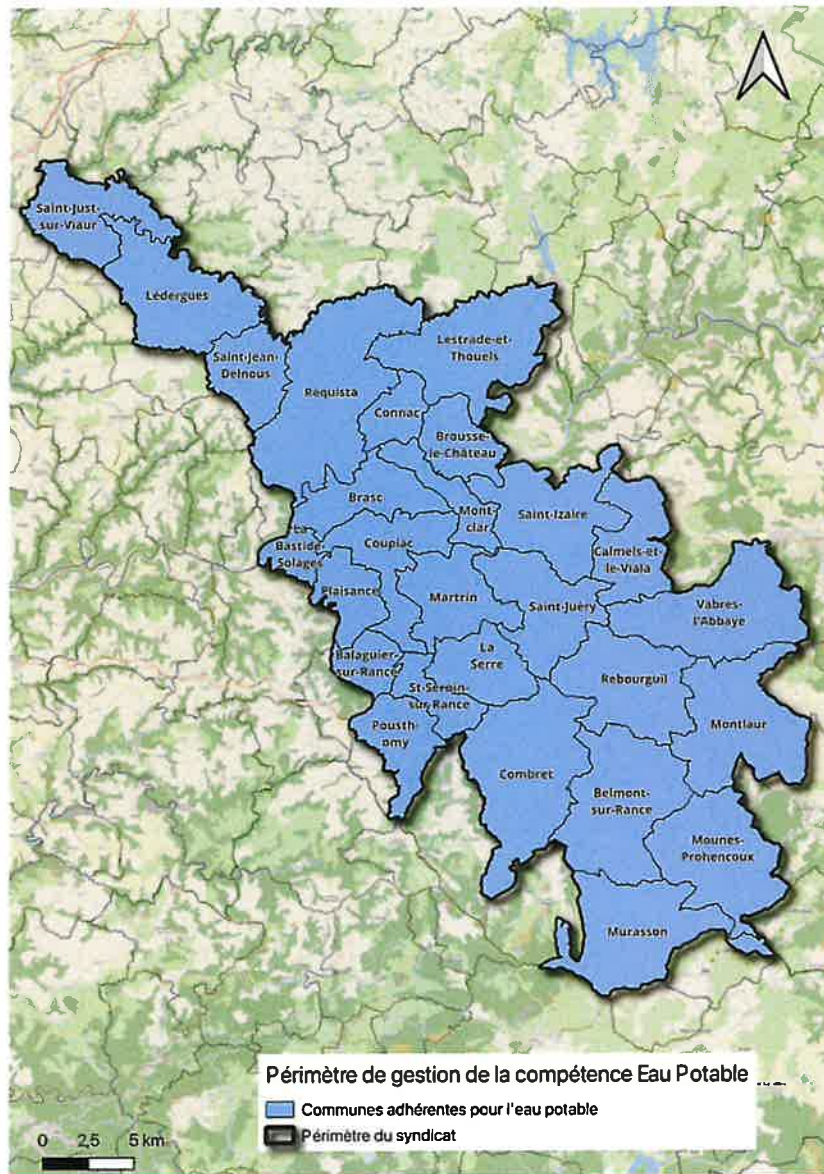 Saint-Just-
sur-Viaur
Lédergues
Saint-Jean-
Delnous
Réquista
Lestrade-et-
Thouels
Connac
Brousse-
le-Château
Brasc
Mont-
clar
Saint-Izaire
La
Bastide-
Solages
Coupiac
Calmels-et-
le-Viala
Plaisance
Martrin
Saint-Juéry
Vabres-
l'Abbaye
Balaguier-
sur-Rance
La
Serre
St-Sernin-
sur-Rance
Rebourguil
Pousth-
omy
Montlaur
Combret
Belmont-
sur-Rance
Mounes-
Prohencoux
Murasson
Périmètre de gestion de la compétence Eau Potable
Communes adhérentes pour l'eau potable
Périmètre du syndicat
0 2,5 5 km